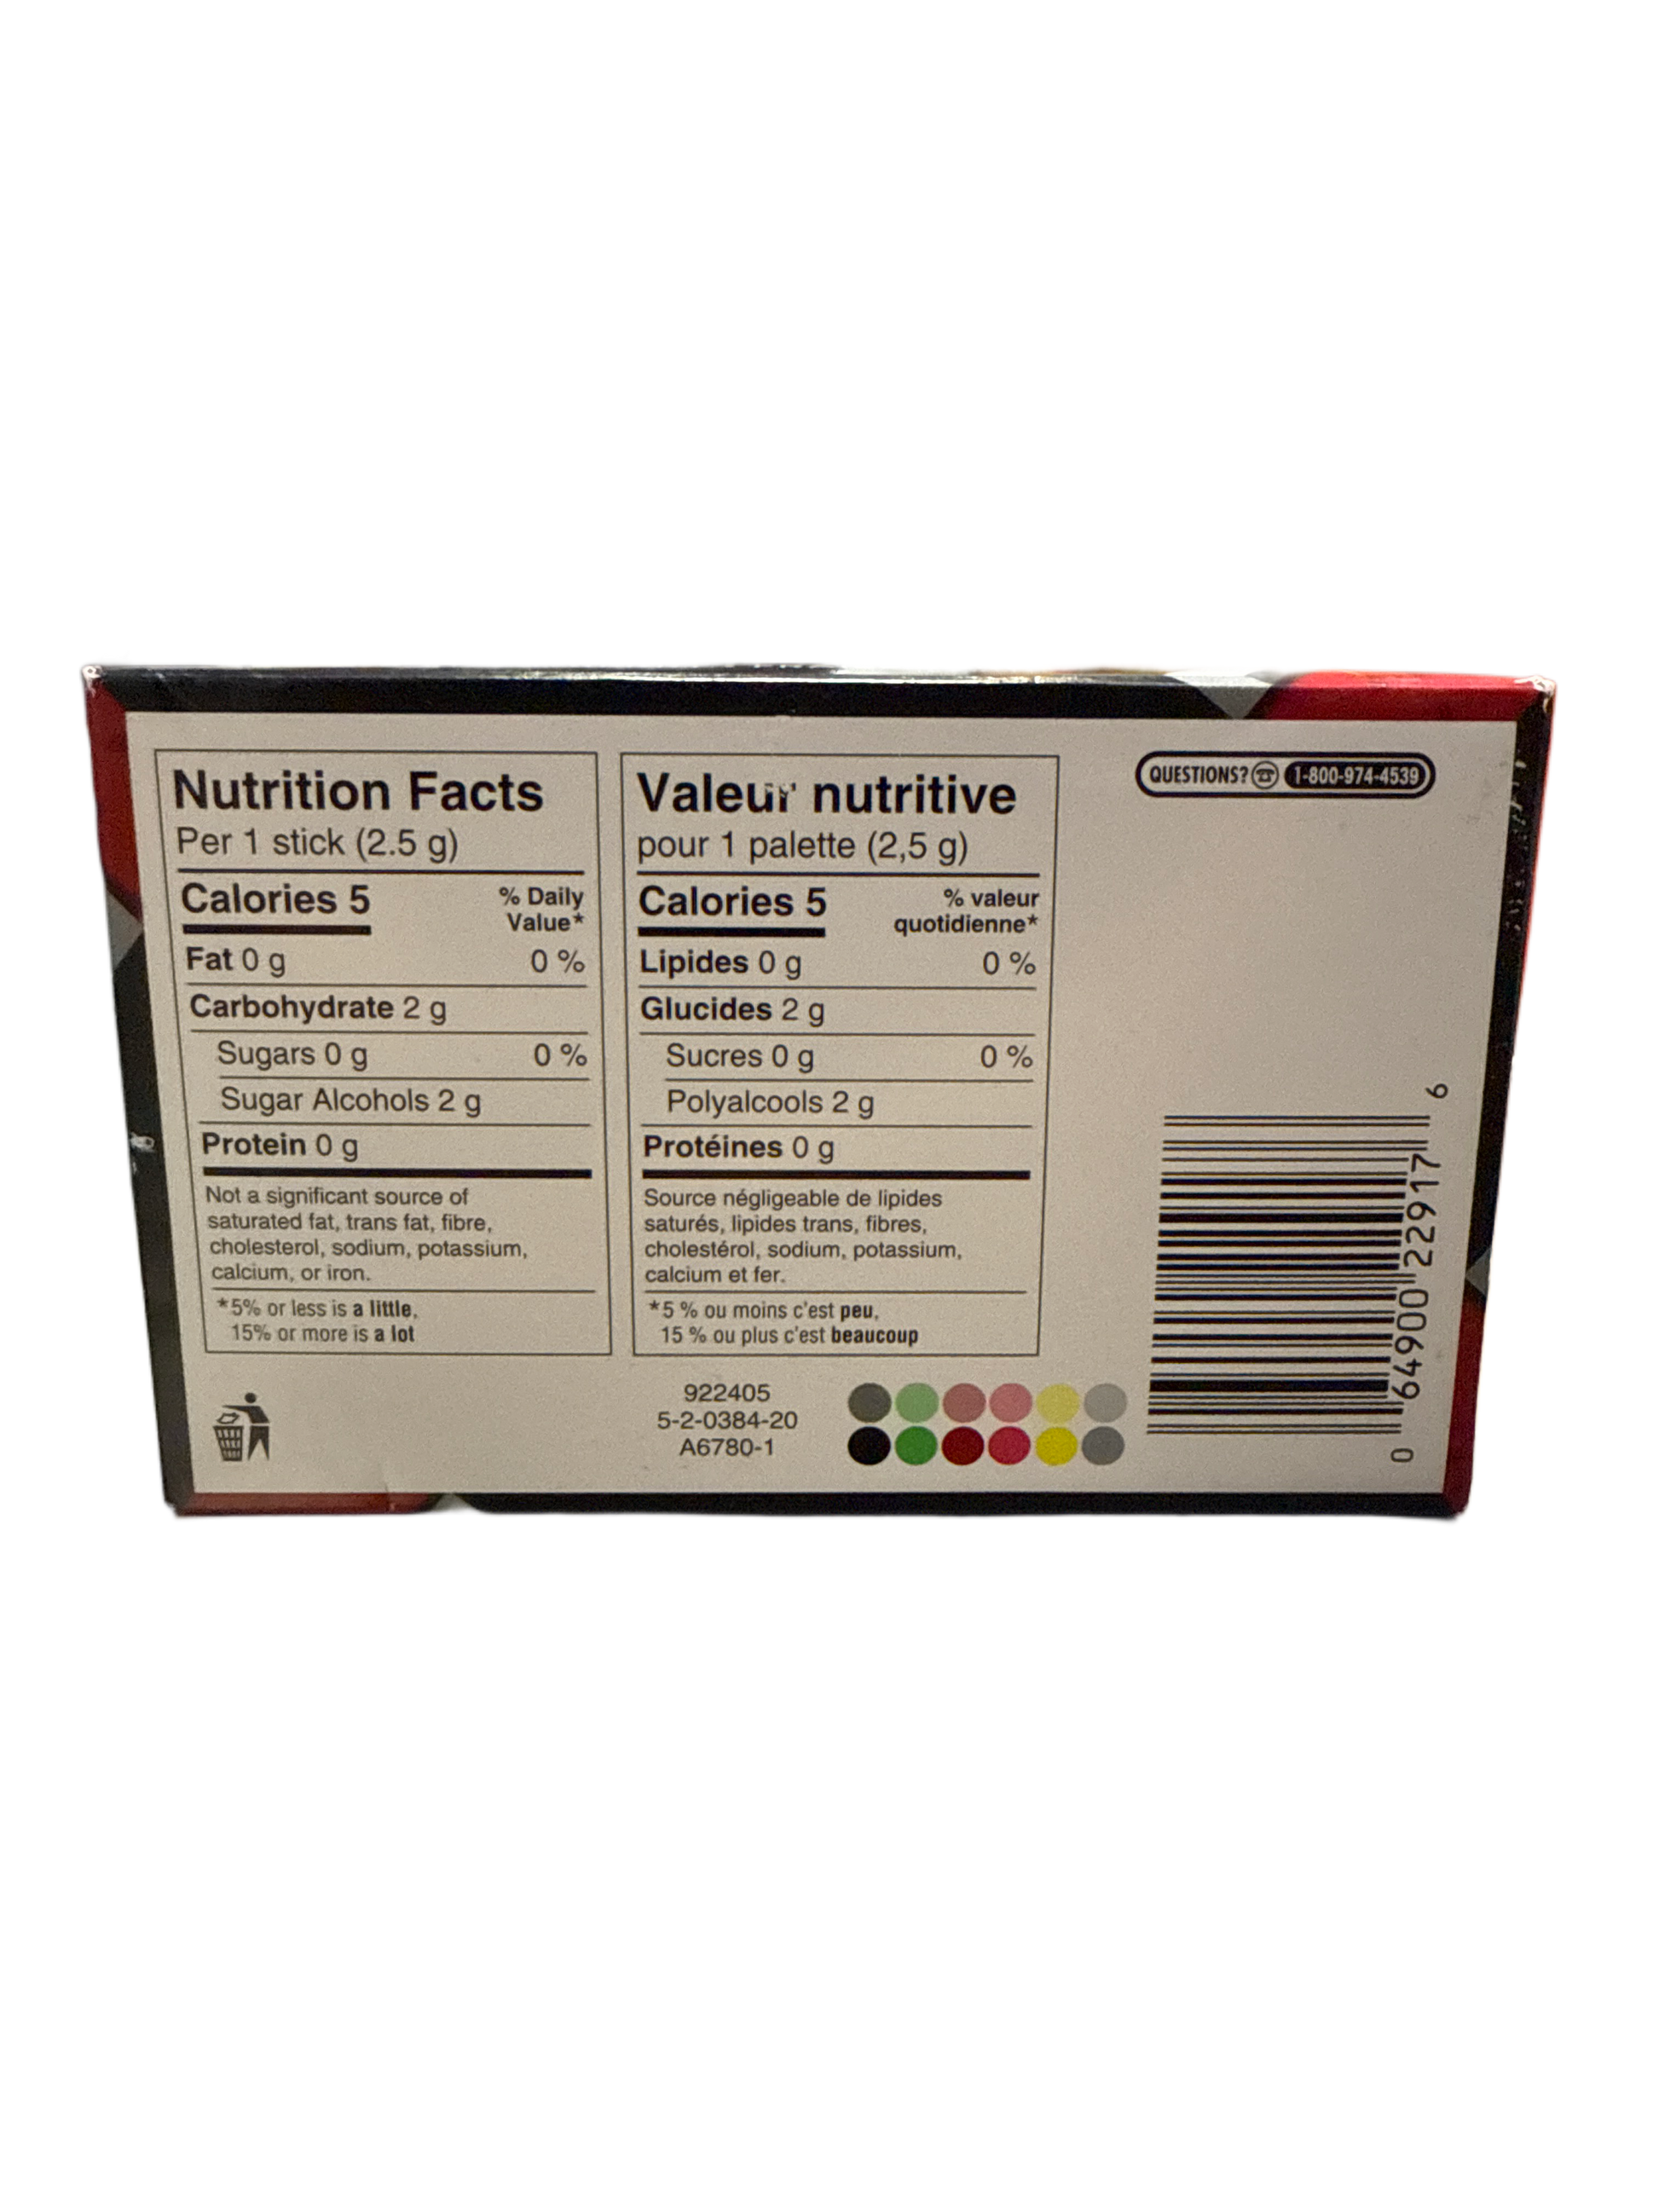 Nutrition Facts
Per 1 stick (2.5 g)
Calories 5
% Daily
Value*
Fat 0 g 0 %
Carbohydrate 2 g
Sugars 0 g 0 %
Sugar Alcohols 2 g
Protein 0 g
Not a significant source of
saturated fat, trans fat, fibre,
cholesterol, sodium, potassium,
calcium, or iron.
*5% or less is a little,
15% or more is a lot
Valeur nutritive
pour 1 palette (2,5 g)
Calories 5
% valeur
quotidienne*
Lipides 0 g 0 %
Glucides 2 g
Sucres 0 g 0 %
Polyalcools 2 g
Protéines 0 g
Source négligeable de lipides
saturés, lipides trans, fibres,
cholestérol, sodium, potassium,
calcium et fer.
*5 % ou moins c'est peu,
15 % ou plus c'est beaucoup
922405
5-2-0384-20
A6780-1
QUESTIONS? 1-800-974-4539
0 64900 22917 6